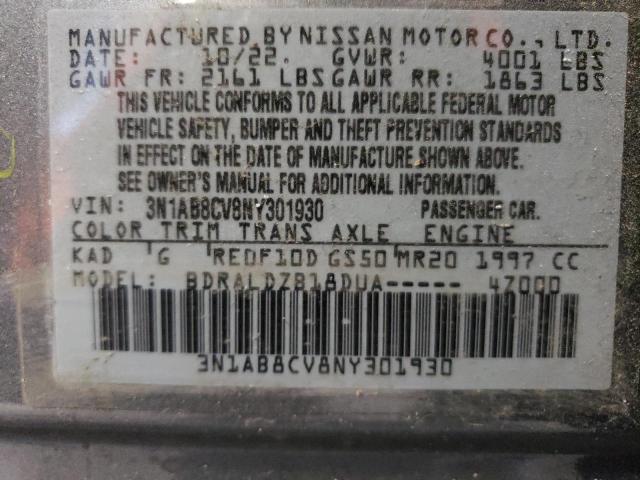 MANUFACTURED BY NISSAN MOTOR CO., LTD.
DATE: 10/22. GVWR: 4001 LBS
GAWR FR: 2161 LBS GAWR RR: 1863 LBS
THIS VEHICLE CONFORMS TO ALL APPLICABLE FEDERAL MOTOR
VEHICLE SAFETY, BUMPER AND THEFT PREVENTION STANDARDS
IN EFFECT ON THE DATE OF MANUFACTURE SHOWN ABOVE.
SEE OWNER'S MANUAL FOR ADDITIONAL INFORMATION.
VIN: 3N1AB8CV8NY301930 PASSENGER CAR.
COLOR TRIM TRANS AXLE ENGINE
KAD G RE0F10D GS50 MR20 1997 CC
MODEL: BDRALDZB18DUA----- 47000
3N1AB8CV8NY301930